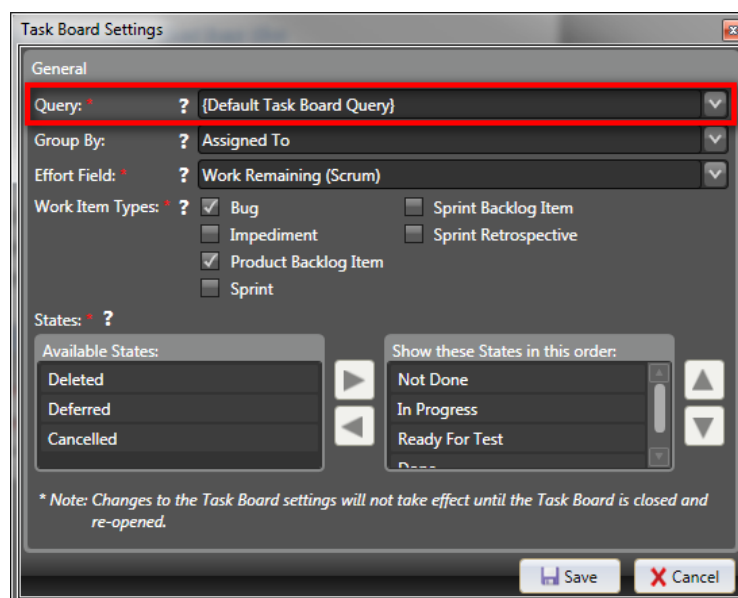 Task Board Settings
General
Query: * ? {Default Task Board Query}
Group By: ? Assigned To
Effort Field: * ? Work Remaining (Scrum)
Work Item Types: * ? Bug Sprint Backlog Item
Impediment Sprint Retrospective
Product Backlog Item
Sprint
States: * ?
Available States: Show these States in this order:
Deleted Not Done
Deferred In Progress
Cancelled Ready For Test
Done
* Note: Changes to the Task Board settings will not take effect until the Task Board is closed and
re-opened.
Save Cancel